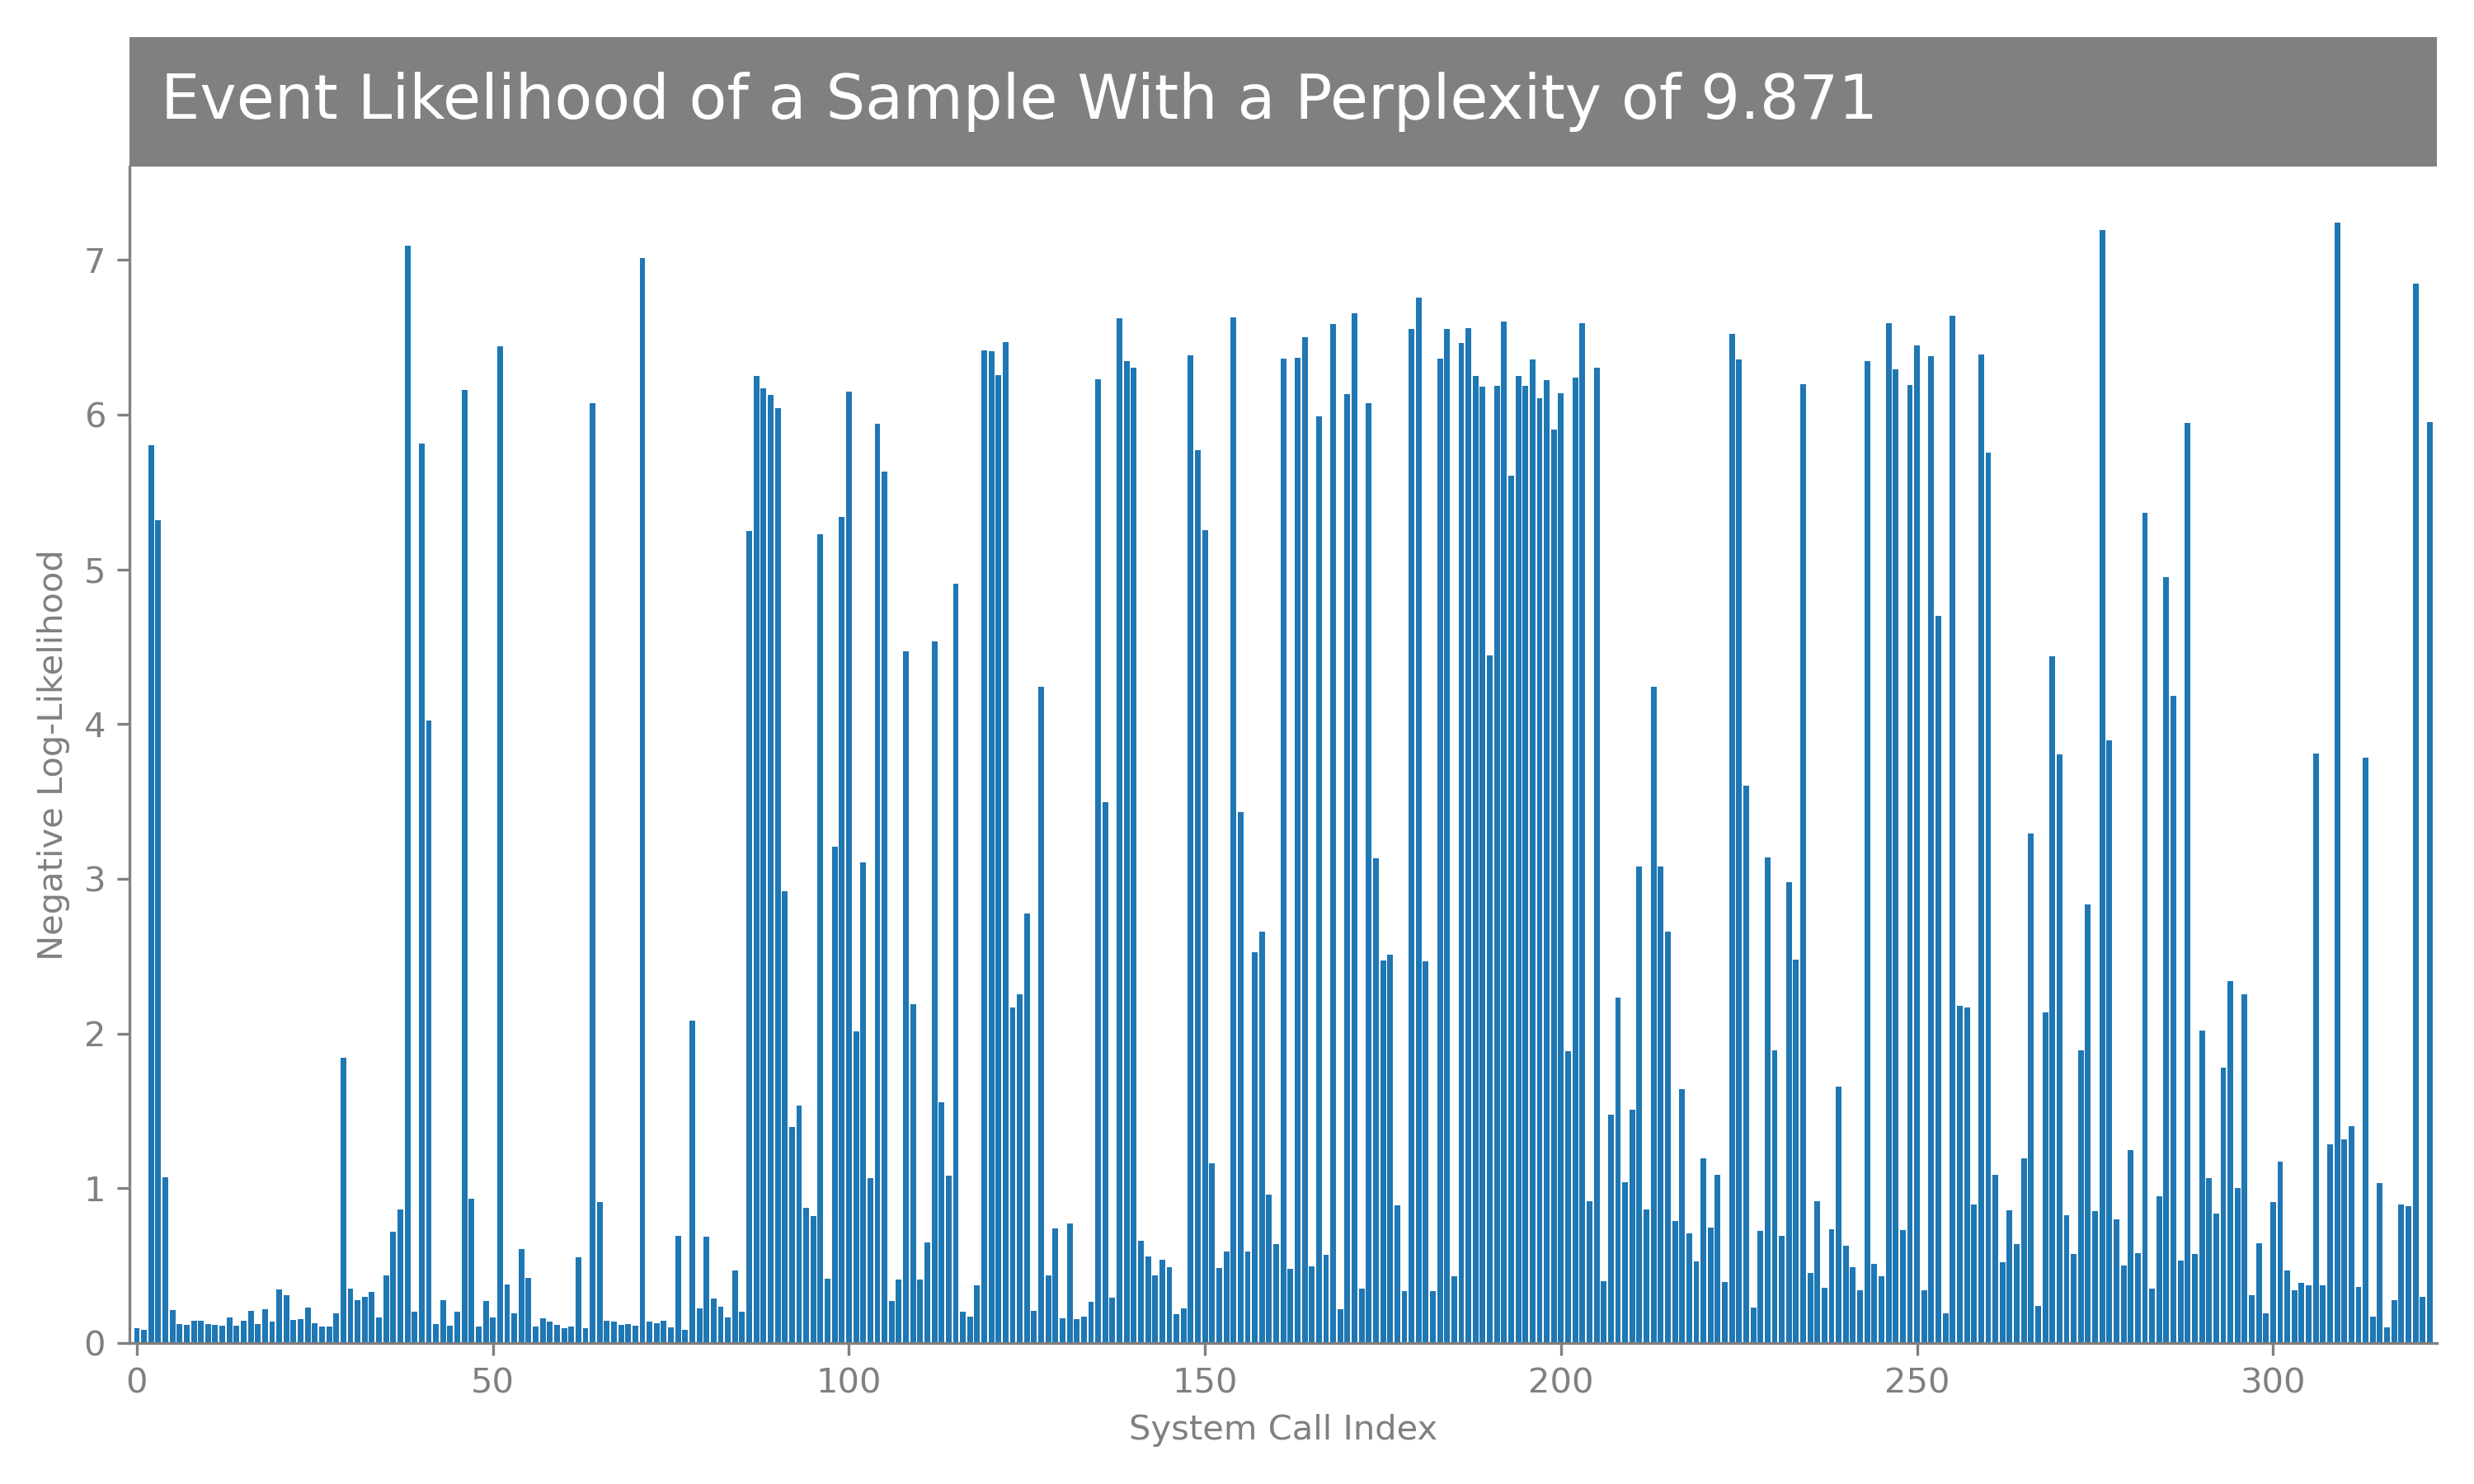 Event Likelihood of a Sample With a Perplexity of 9.871
Negative Log-Likelihood
7
6
5
4
3
2
1
0
0 50 100 150 200 250 300
System Call Index